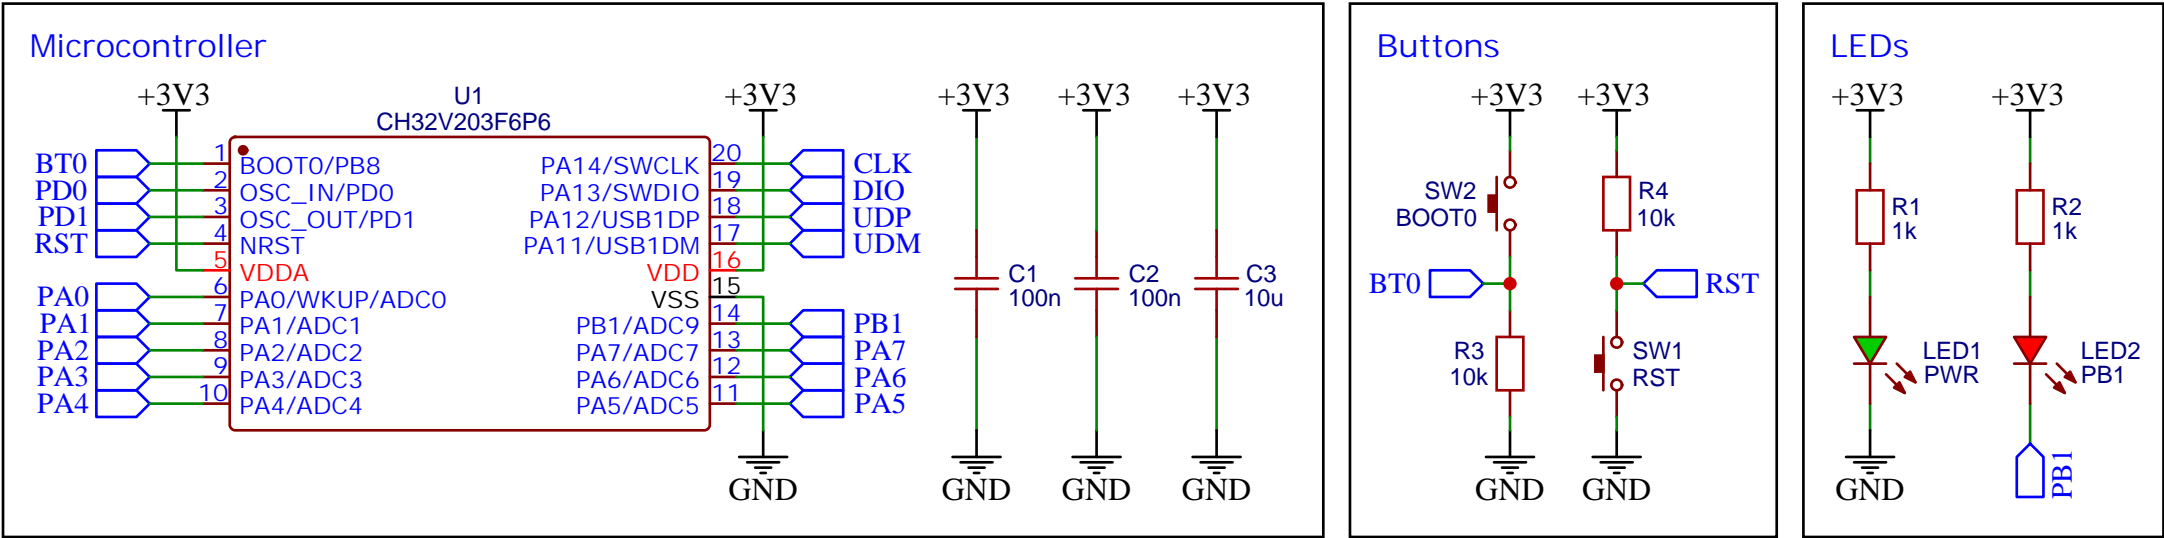 Microcontroller
+3V3
U1
CH32V203F6P6
+3V3
BT0 1 BOOT0/PB8 PA14/SWCLK 20 CLK
PD0 2 OSC_IN/PD0 PA13/SWDIO 19 DIO
PD1 3 OSC_OUT/PD1 PA12/USB1DP 18 UDP
RST 4 NRST PA11/USB1DM 17 UDM
5 VDDA VDD 16
PA0 6 PA0/WKUP/ADC0 VSS 15
PA1 7 PA1/ADC1 PB1/ADC9 14 PB1
PA2 8 PA2/ADC2 PA7/ADC7 13 PA7
PA3 9 PA3/ADC3 PA6/ADC6 12 PA6
PA4 10 PA4/ADC4 PA5/ADC5 11 PA5
GND
+3V3 +3V3 +3V3
C1
100n
C2
100n
C3
10u
GND GND GND
Buttons
+3V3 +3V3
SW2
BOOT0
R4
10k
BT0 RST
R3
10k
SW1
RST
GND GND
LEDs
+3V3 +3V3
R1
1k
R2
1k
LED1
PWR
LED2
PB1
GND
PB1